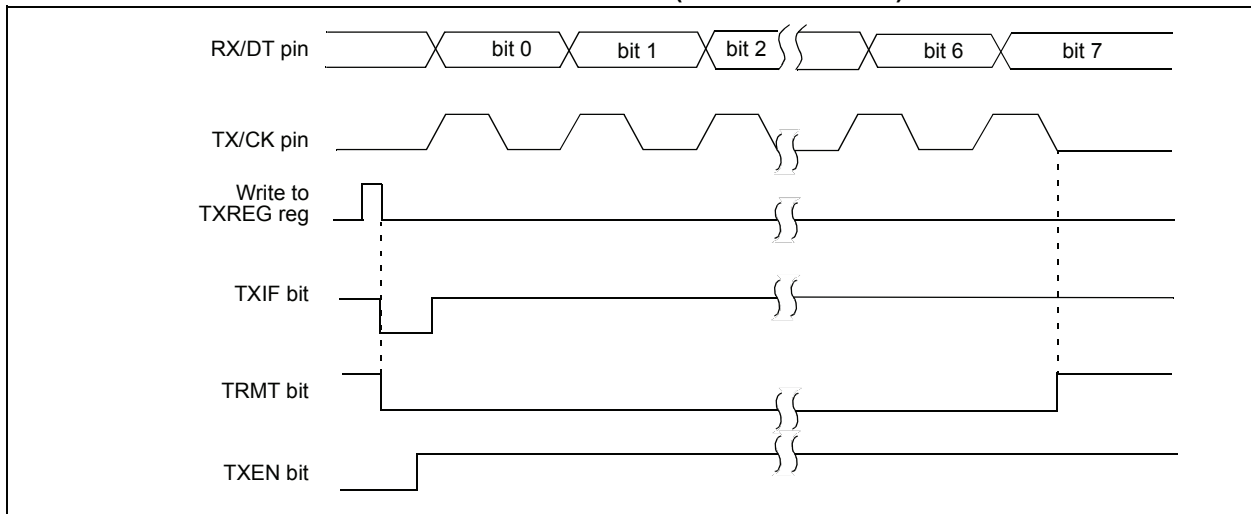 RX/DT pin bit 0 bit 1 bit 2 bit 6 bit 7
TX/CK pin
Write to
TXREG reg
TXIF bit
TRMT bit
TXEN bit